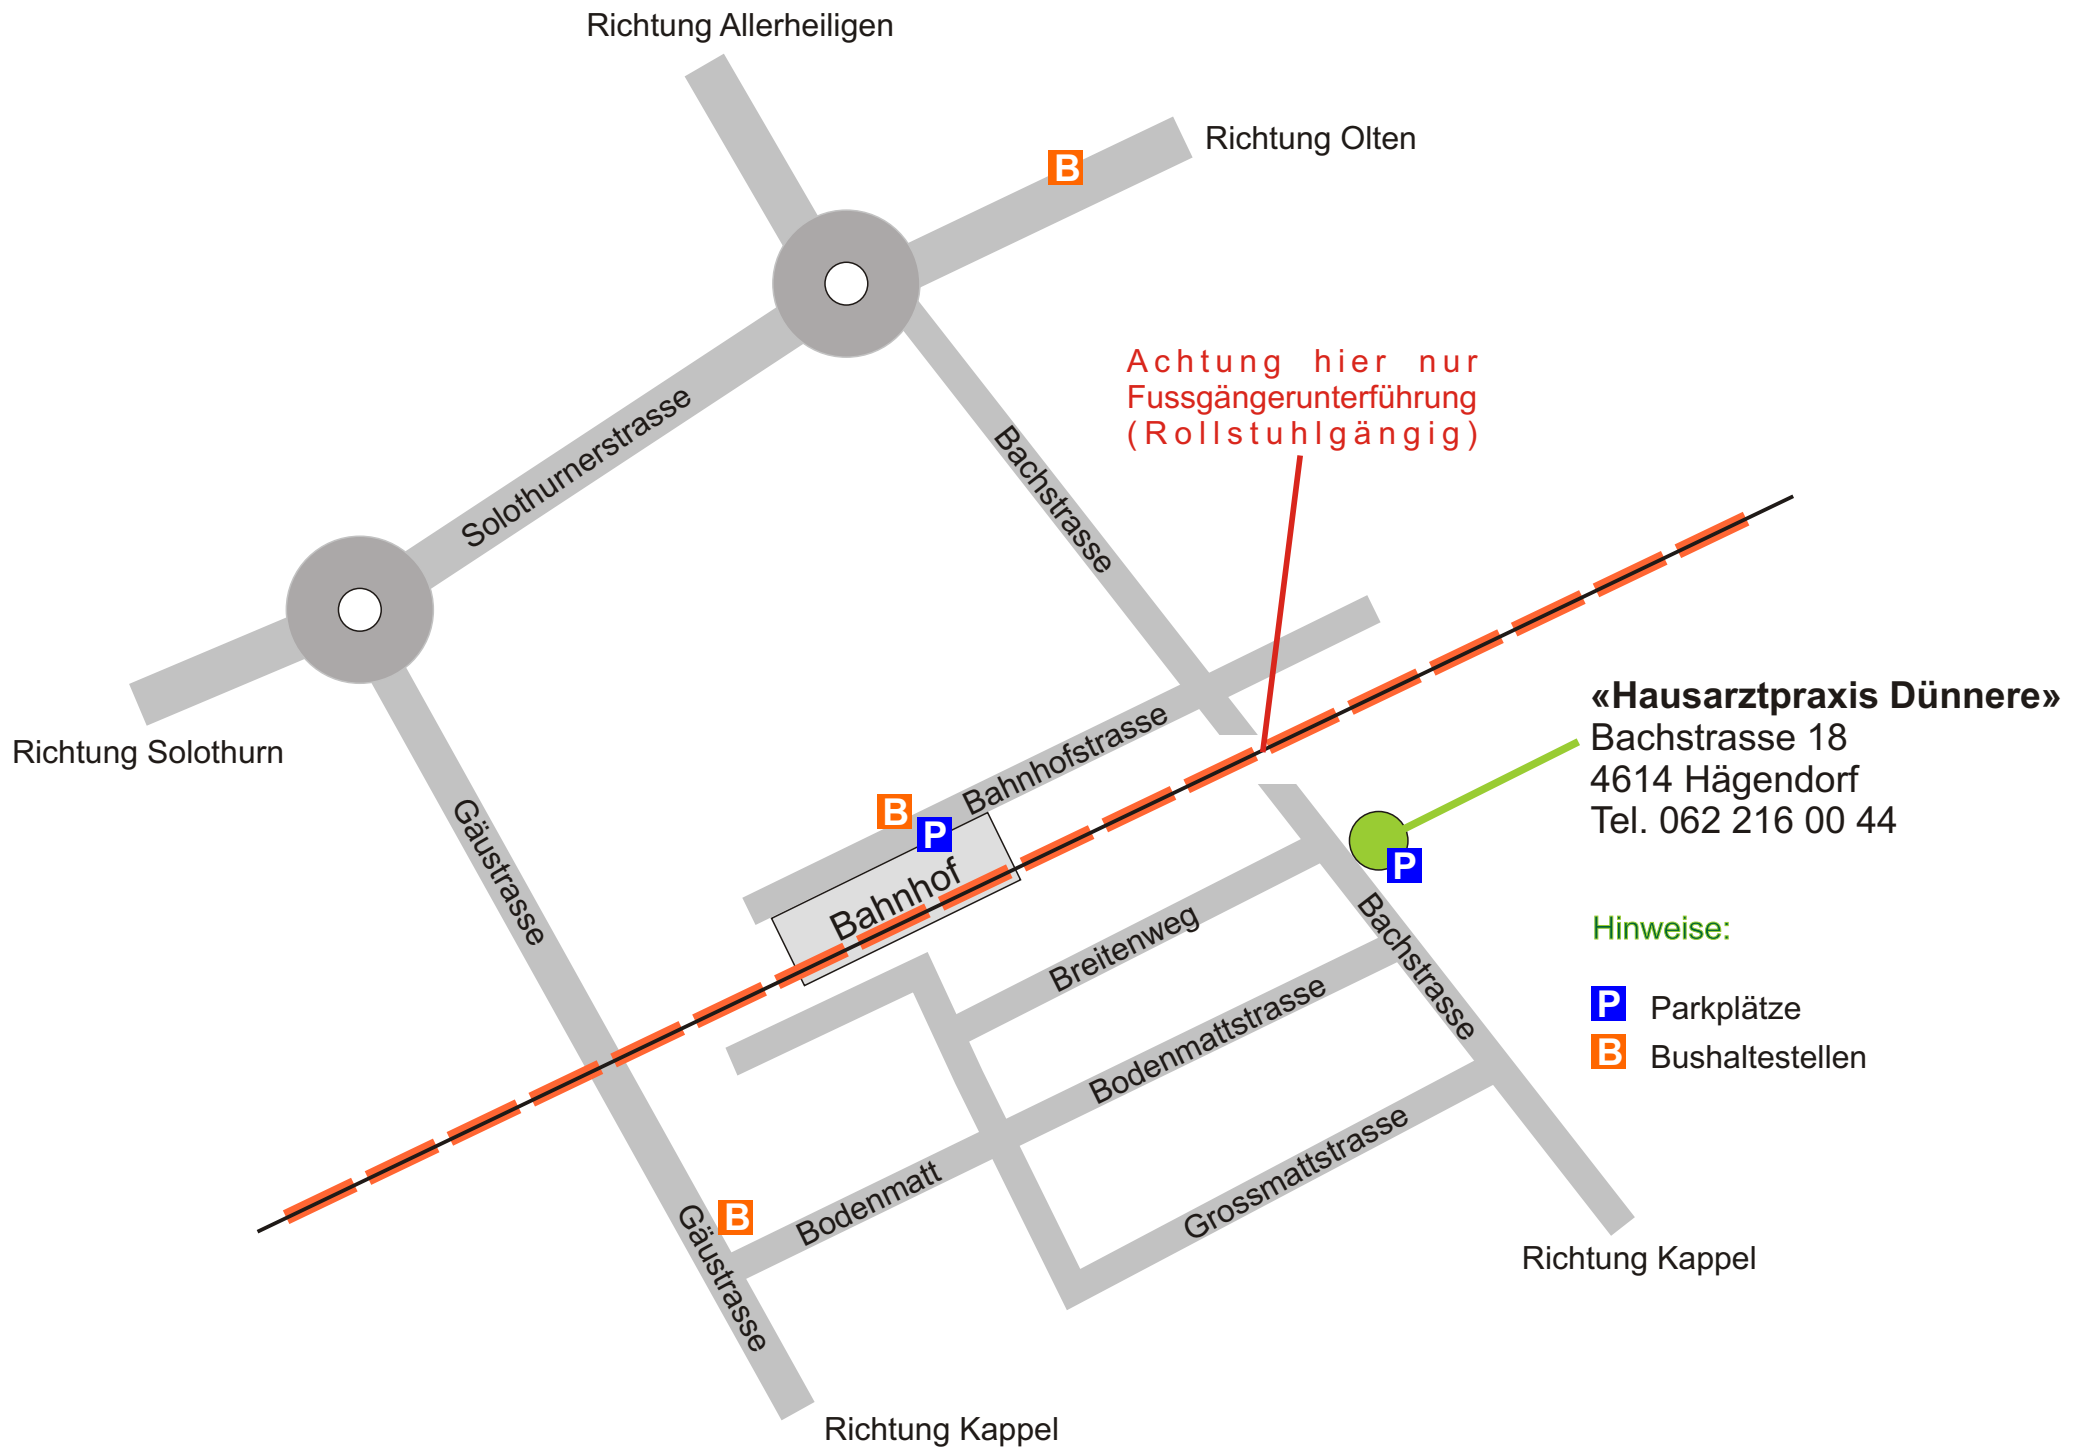 Richtung Allerheiligen
Richtung Olten
B
Achtung hier nur
Fussgängerunterführung
(Rollstuhlgängig)
Solothurnerstrasse
Bachstrasse
Richtung Solothurn
«Hausarztpraxis Dünnere»
Bachstrasse 18
4614 Hägendorf
Tel. 062 216 00 44
Bahnhofstrasse
B
P
Bahnhof
Gäustrasse
P
Breitenweg
Bachstrasse
Bodenmattstrasse
Hinweise:
P Parkplätze
B Bushaltestellen
Grossmattstrasse
Bodenmatt
B
Gäustrasse
Richtung Kappel
Richtung Kappel